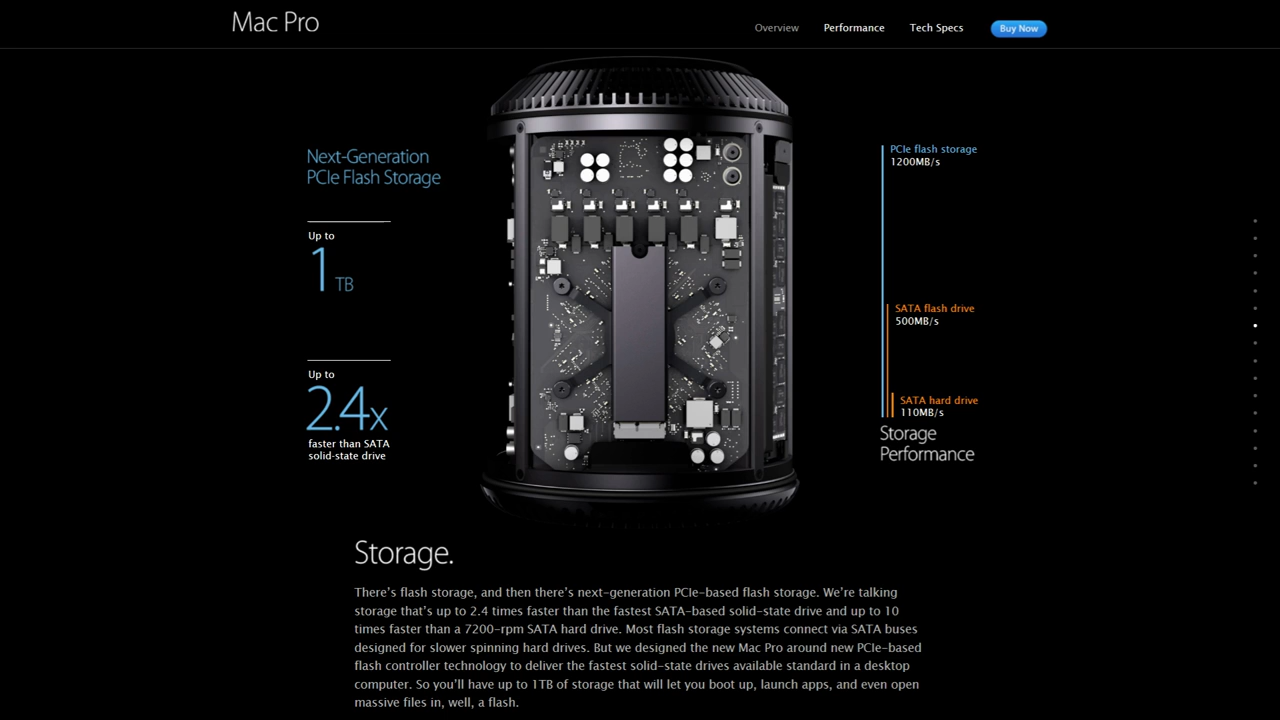 Mac Pro
Overview
Performance
Tech Specs
Buy Now
Next-Generation
PCIe Flash Storage
Up to
1 TB
Up to
2.4x
faster than SATA
solid-state drive
PCIe flash storage
1200MB/s
SATA flash drive
500MB/s
SATA hard drive
110MB/s
Storage
Performance
Storage.
There's flash storage, and then there's next-generation PCIe-based flash storage. We're talking
storage that's up to 2.4 times faster than the fastest SATA-based solid-state drive and up to 10
times faster than a 7200-rpm SATA hard drive. Most flash storage systems connect via SATA buses
designed for slower spinning hard drives. But we designed the new Mac Pro around new PCIe-based
flash controller technology to deliver the fastest solid-state drives available standard in a desktop
computer. So you'll have up to 1TB of storage that will let you boot up, launch apps, and even open
massive files in, well, a flash.